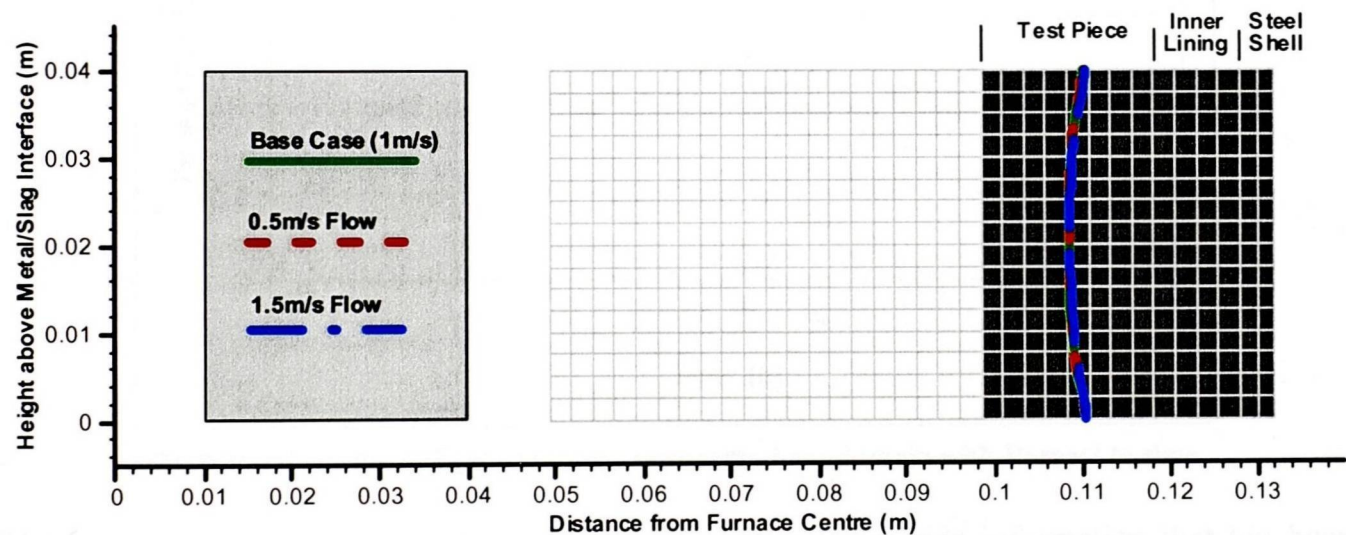 Height above Metal/Slag Interface (m)
0.04
0.03
0.02
0.01
0
Base Case (1m/s)
0.5m/s Flow
1.5m/s Flow
Test Piece
Inner
Lining
Steel
Shell
0 0.01 0.02 0.03 0.04 0.05 0.06 0.07 0.08 0.09 0.1 0.11 0.12 0.13
Distance from Furnace Centre (m)